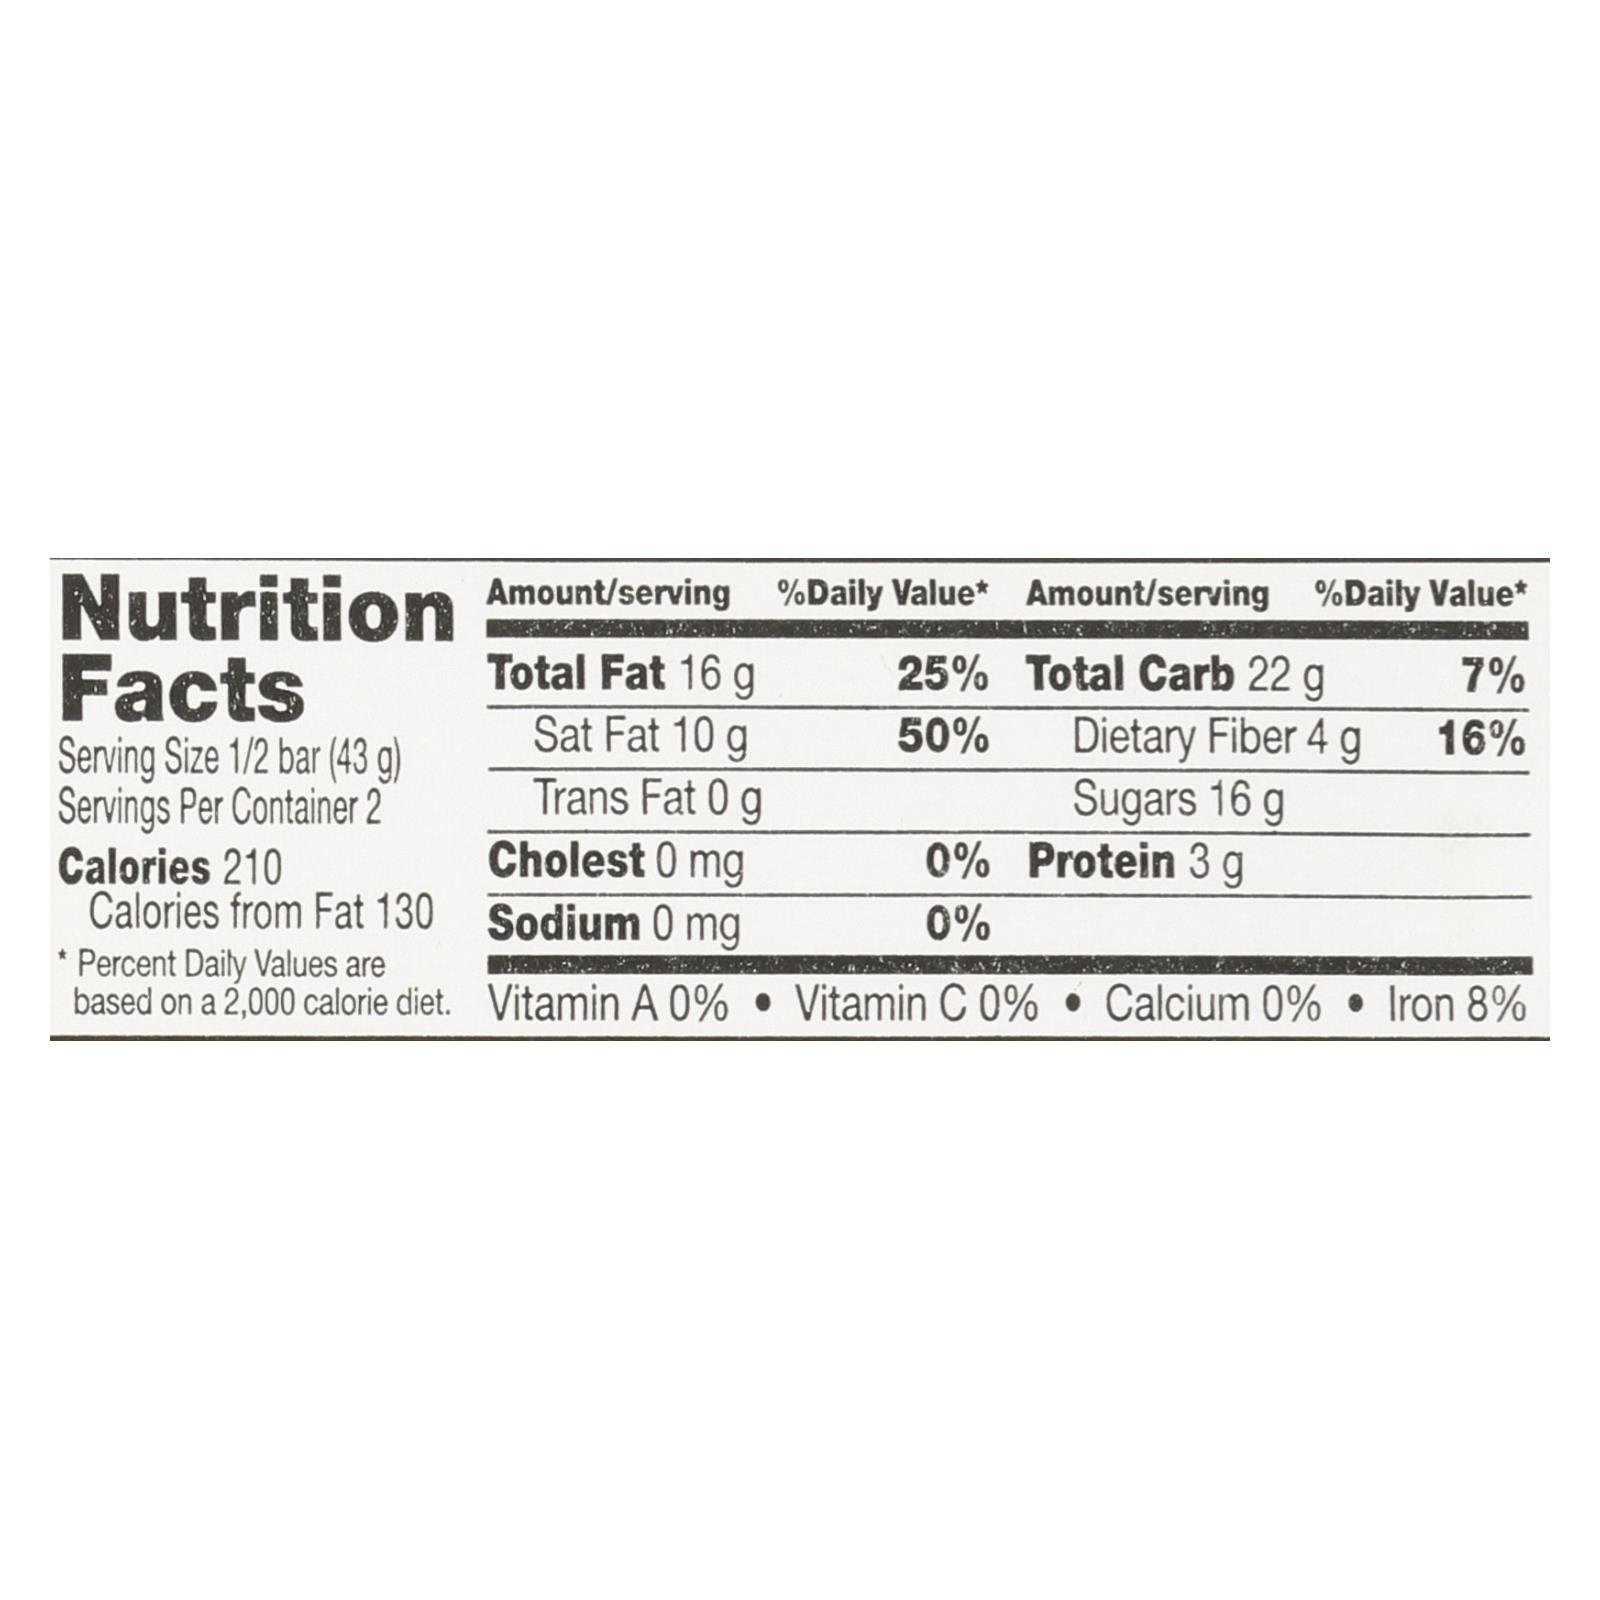 Nutrition
Facts
Serving Size 1/2 bar (43 g)
Servings Per Container 2
Calories 210
Calories from Fat 130
* Percent Daily Values are
based on a 2,000 calorie diet.
Amount/serving %Daily Value* Amount/serving %Daily Value*
Total Fat 16 g 25% Total Carb 22 g 7%
Sat Fat 10 g 50% Dietary Fiber 4 g 16%
Trans Fat 0 g Sugars 16 g
Cholest 0 mg 0% Protein 3 g
Sodium 0 mg 0%
Vitamin A 0% • Vitamin C 0% • Calcium 0% • Iron 8%